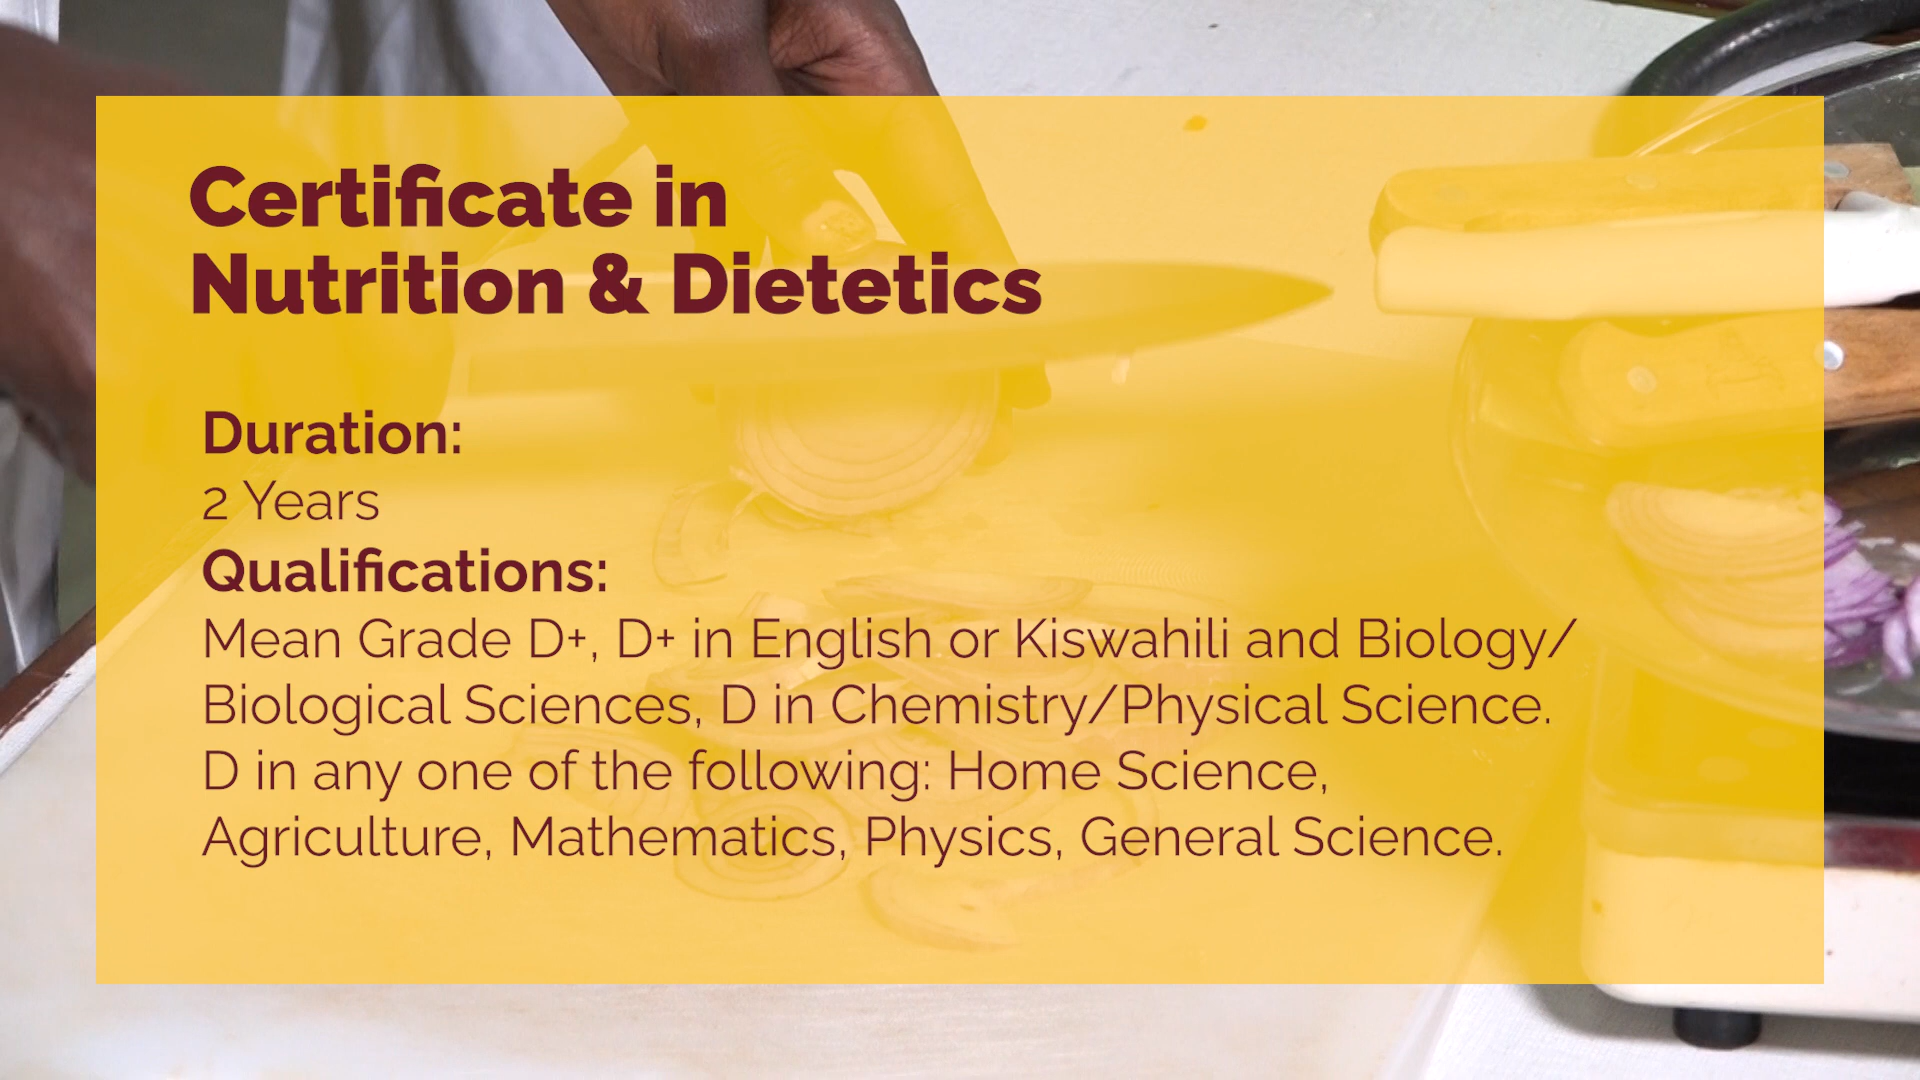 Certificate in
Nutrition & Dietetics
Duration:
2 Years
Qualifications:
Mean Grade D+, D+ in English or Kiswahili and Biology/
Biological Sciences, D in Chemistry/Physical Science.
D in any one of the following: Home Science,
Agriculture, Mathematics, Physics, General Science.